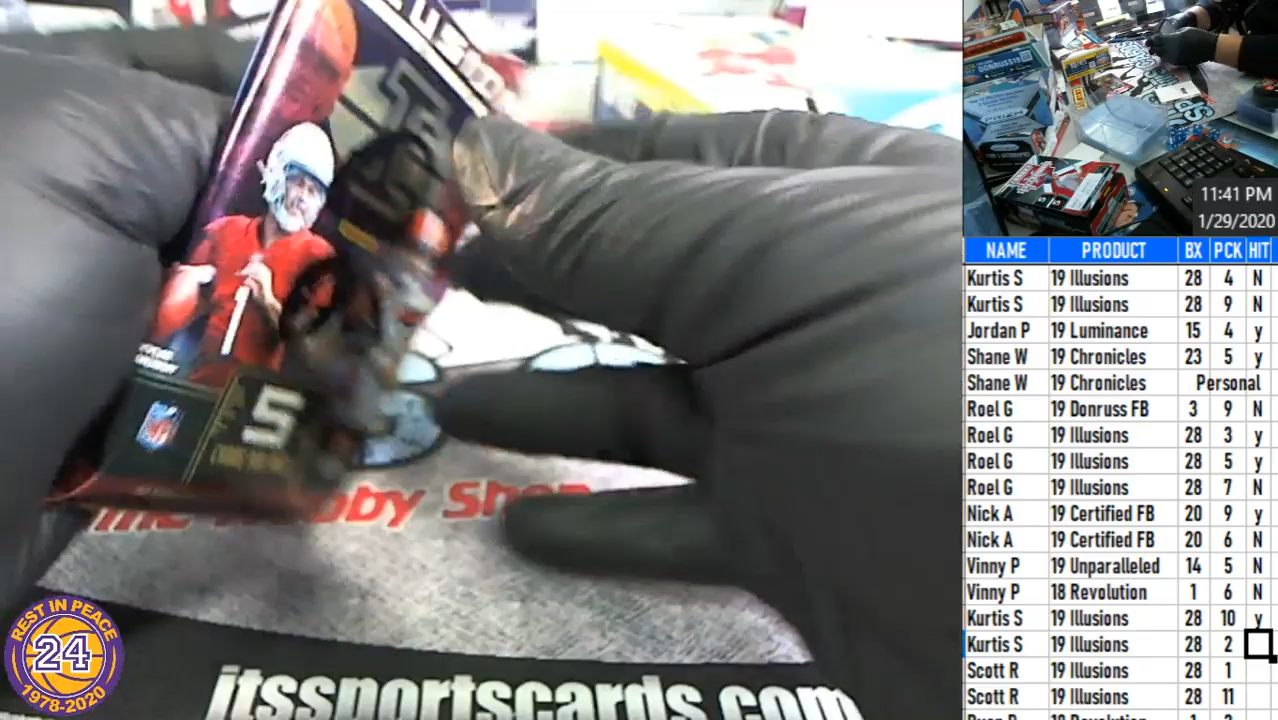 11:41 PM
1/29/2020
NAME PRODUCT BX PCK HIT
Kurtis S 19 Illusions 28 4 N
Kurtis S 19 Illusions 28 9 N
Jordan P 19 Luminance 15 4 y
Shane W 19 Chronicles 23 5 y
Shane W 19 Chronicles Personal
Roel G 19 Donruss FB 3 9 N
Roel G 19 Illusions 28 3 y
Roel G 19 Illusions 28 5 y
Roel G 19 Illusions 28 7 N
Nick A 19 Certified FB 20 9 y
Nick A 19 Certified FB 20 6 N
Vinny P 19 Unparalleled 14 5 N
Vinny P 18 Revolution 1 6 N
Kurtis S 19 Illusions 28 10 y
Kurtis S 19 Illusions 28 2
Scott R 19 Illusions 28 1
Scott R 19 Illusions 28 11
NFL
5
Hobby Shop
jtssportscards.com
REST IN PEACE
24
1978-2020
DONRUSS